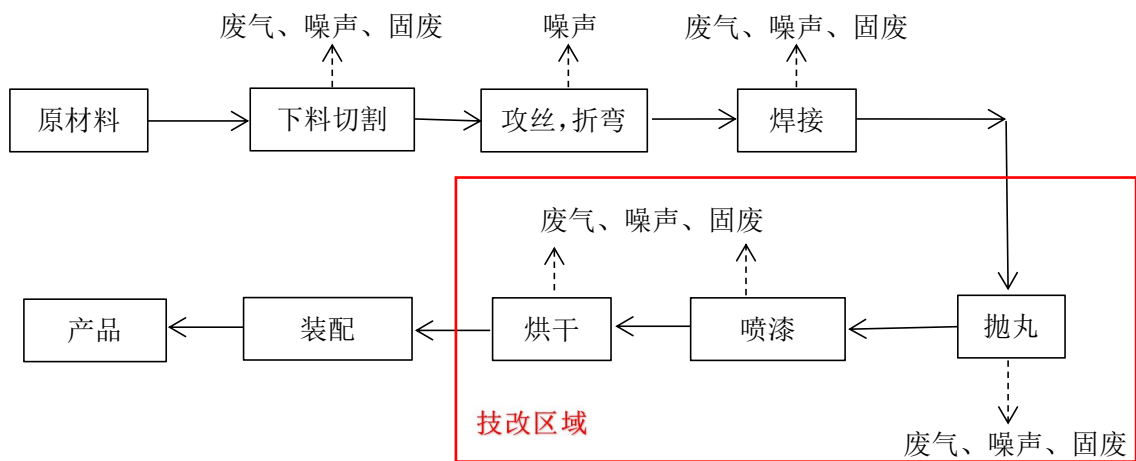 废气、噪声、固废
噪声
废气、噪声、固废
原材料
下料切割
攻丝,折弯
焊接
废气、噪声、固废
产品
装配
烘干
喷漆
抛丸
技改区域
废气、噪声、固废